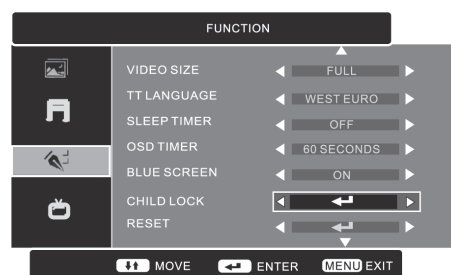 FUNCTION
VIDEO SIZE FULL
TT LANGUAGE WEST EURO
SLEEP TIMER OFF
OSD TIMER 60 SECONDS
BLUE SCREEN ON
CHILD LOCK
RESET
MOVE ENTER MENU EXIT